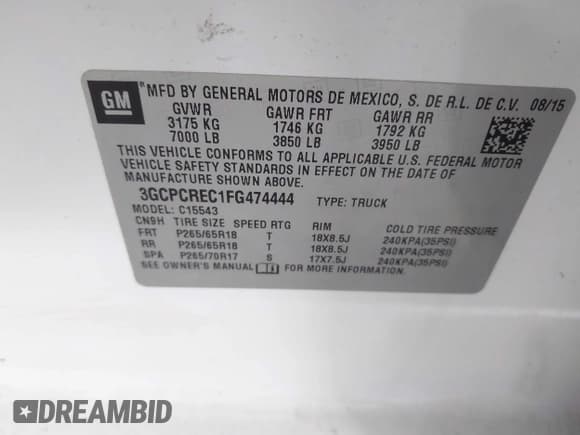 GM
MFD BY GENERAL MOTORS DE MEXICO, S. DE R.L. DE C.V. 08/15
GVWR GAWR FRT GAWR RR
3175 KG 1746 KG 1792 KG
7000 LB 3850 LB 3950 LB
THIS VEHICLE CONFORMS TO ALL APPLICABLE U.S. FEDERAL MOTOR
VEHICLE SAFETY STANDARDS IN EFFECT ON THE DATE OF
MANUFACTURE SHOWN ABOVE.
3GCPCREC1FG474444 TYPE: TRUCK
MODEL: C15543
CN9H TIRE SIZE SPEED RTG RIM COLD TIRE PRESSURE
FRT P265/65R18 T 18X8.5J 240KPA(35PSI)
RR P265/65R18 T 18X8.5J 240KPA(35PSI)
SPA P265/70R17 S 17X7.5J 240KPA(35PSI)
SEE OWNER'S MANUAL FOR MORE INFORMATION.
DREAMBID